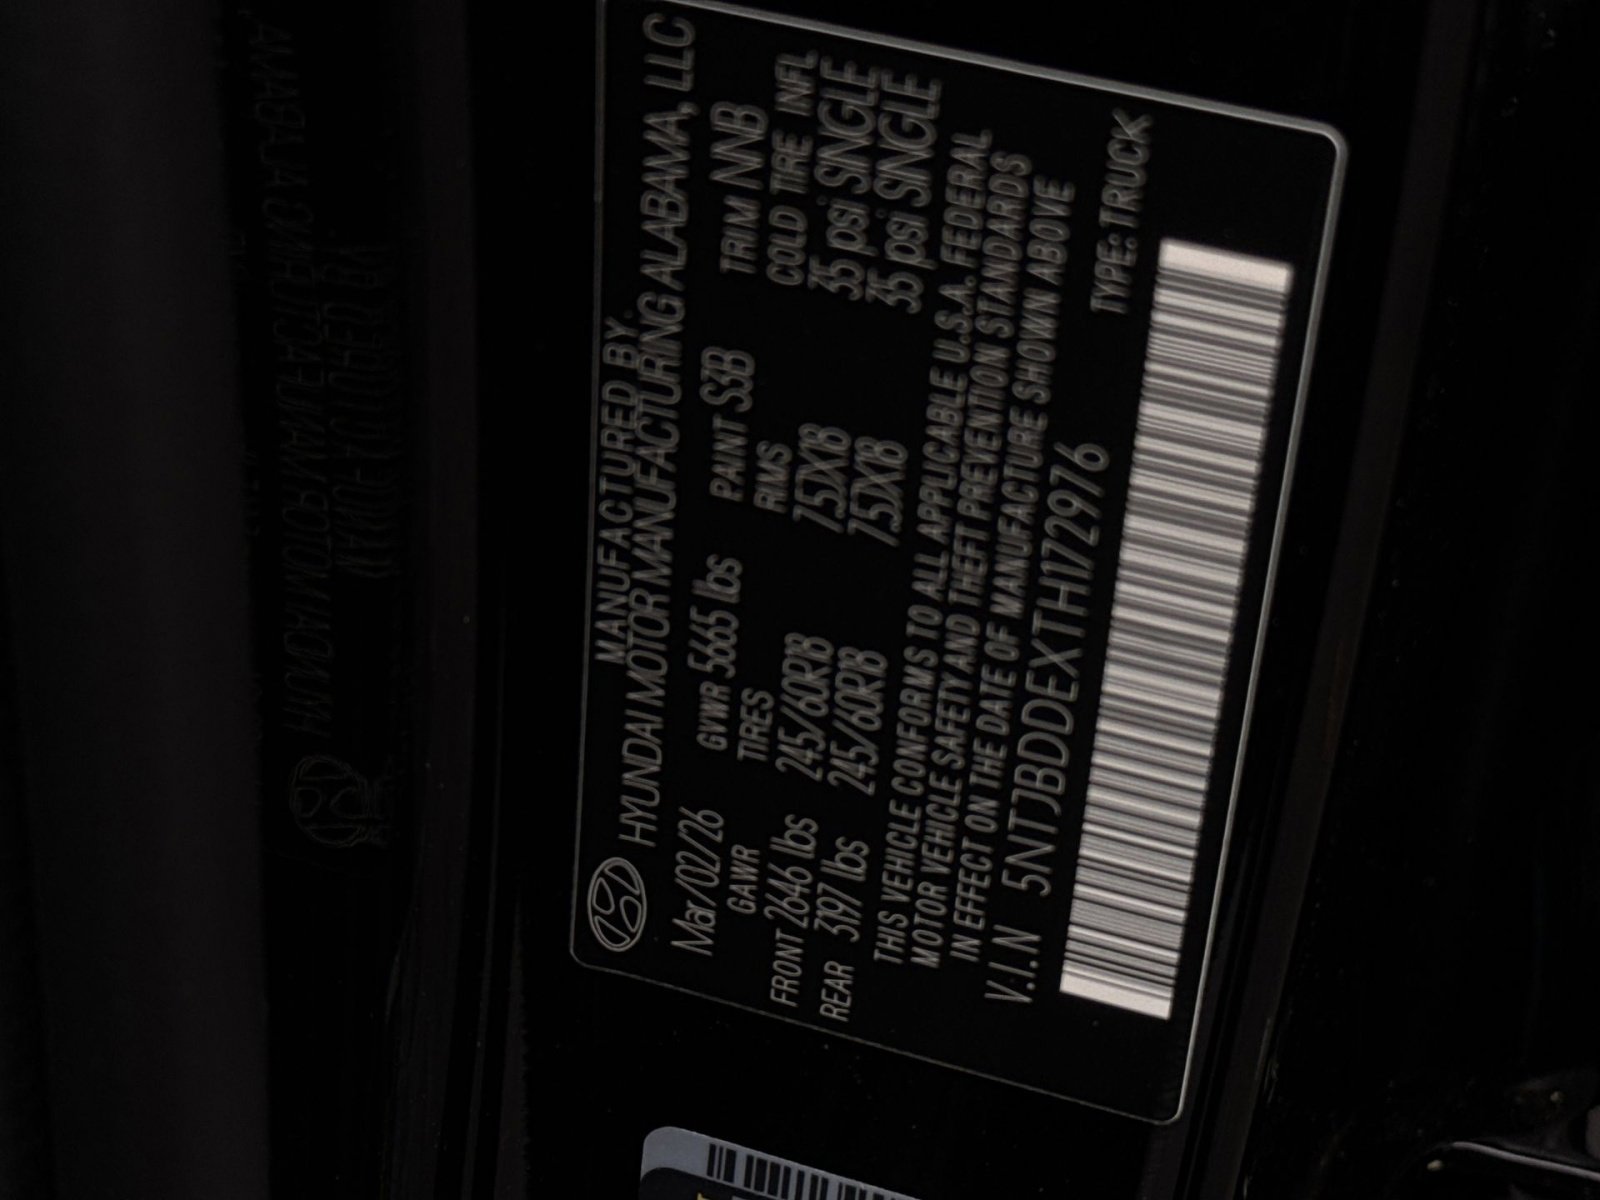 MANUFACTURED BY.
HYUNDAI MOTOR MANUFACTURING ALABAMA, LLC
Mar/02/26 GVWR 5665 lbs PAINT S3B TRIM NNB
GAWR TIRES RIMS COLD TIRE INFL
FRONT 2646 lbs 245/60R18 7.5JX18 35 psi SINGLE
REAR 3197 lbs 245/60R18 7.5JX18 35 psi SINGLE
THIS VEHICLE CONFORMS TO ALL APPLICABLE U.S.A. FEDERAL
MOTOR VEHICLE SAFETY AND THEFT PREVENTION STANDARDS
IN EFFECT ON THE DATE OF MANUFACTURE SHOWN ABOVE
V.I.N 5NTJBDDEXTH172976 TYPE: TRUCK